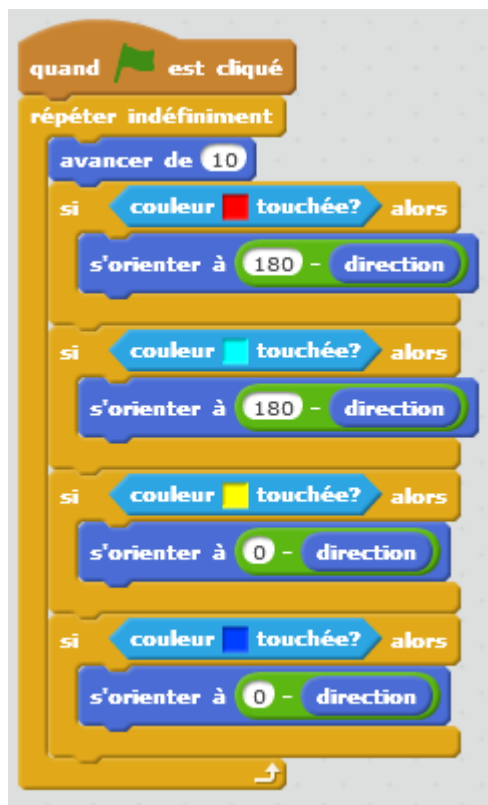 quand est cliqué
répéter indéfiniment
avancer de 10
si couleur touchée? alors
s'orienter à 180 - direction
si couleur touchée? alors
s'orienter à 180 - direction
si couleur touchée? alors
s'orienter à 0 - direction
si couleur touchée? alors
s'orienter à 0 - direction